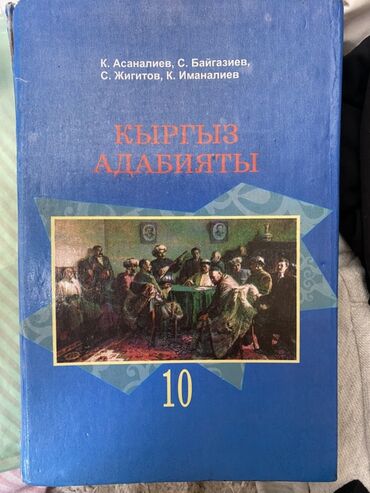 К. Асаналиев, С. Байгазиев,
С. Жигитов, К. Иманалиев
КЫРГЫЗ
АДАБИЯТЫ
10